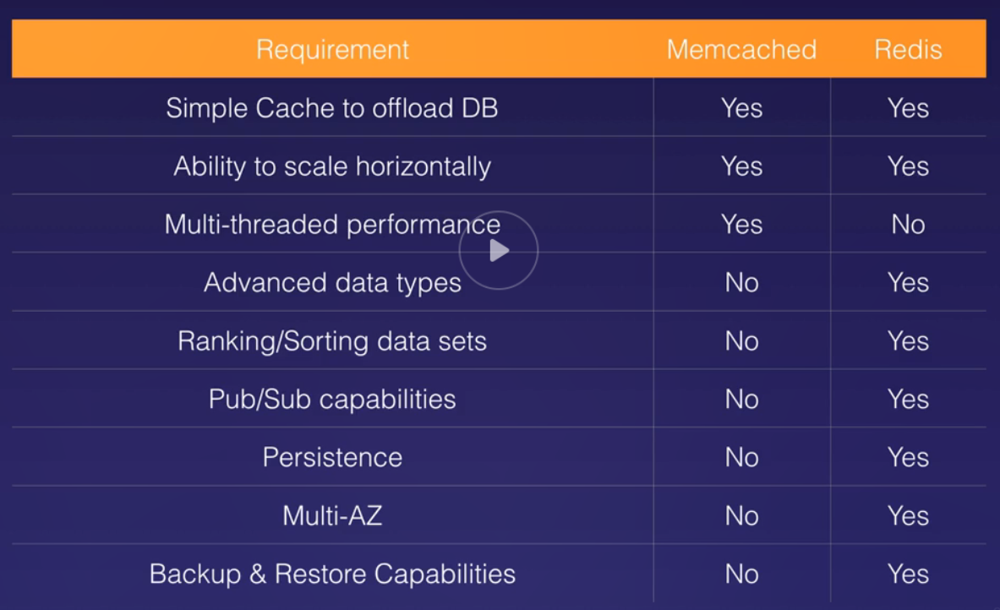 Requirement Memcached Redis
Simple Cache to offload DB Yes Yes
Ability to scale horizontally Yes Yes
Multi-threaded performance Yes No
Advanced data types No Yes
Ranking/Sorting data sets No Yes
Pub/Sub capabilities No Yes
Persistence No Yes
Multi-AZ No Yes
Backup & Restore Capabilities No Yes